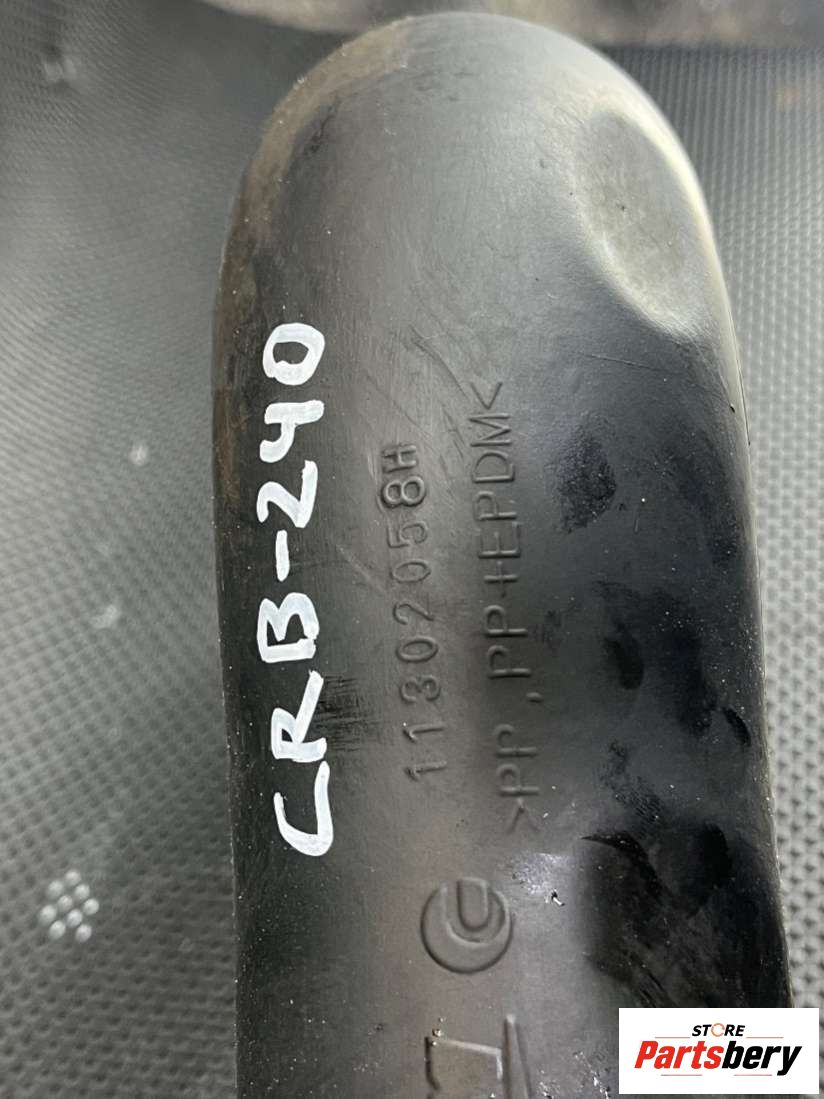 CRB-240
11302058H
>PP,PP+EPDM<
STORE
Partsbery